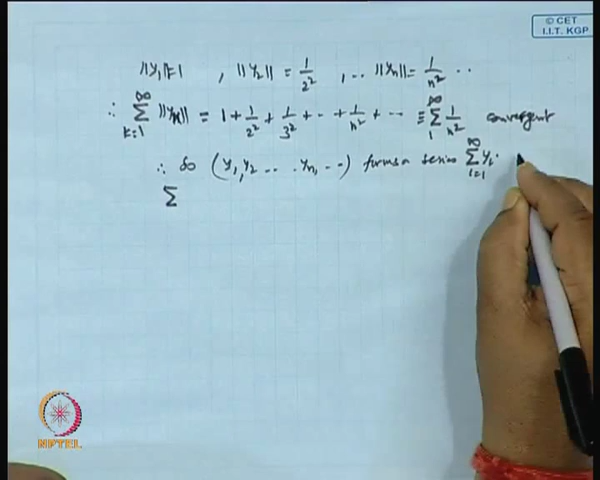 © CET
I.I.T. KGP
||y₁||=1 , ||y₂|| = 1/2² , ... ||yₙ|| = 1/n² ...
∴ ∑_{k=1}^{∞} ||yₖ|| = 1 + 1/2² + 1/3² + ... + 1/n² + ... ≡ ∑_{1}^{∞} 1/n² convergent
∴ So (y₁, y₂ ... yₙ, ...) forms a series ∑_{i=1}^{∞} yᵢ.
∑
NPTEL